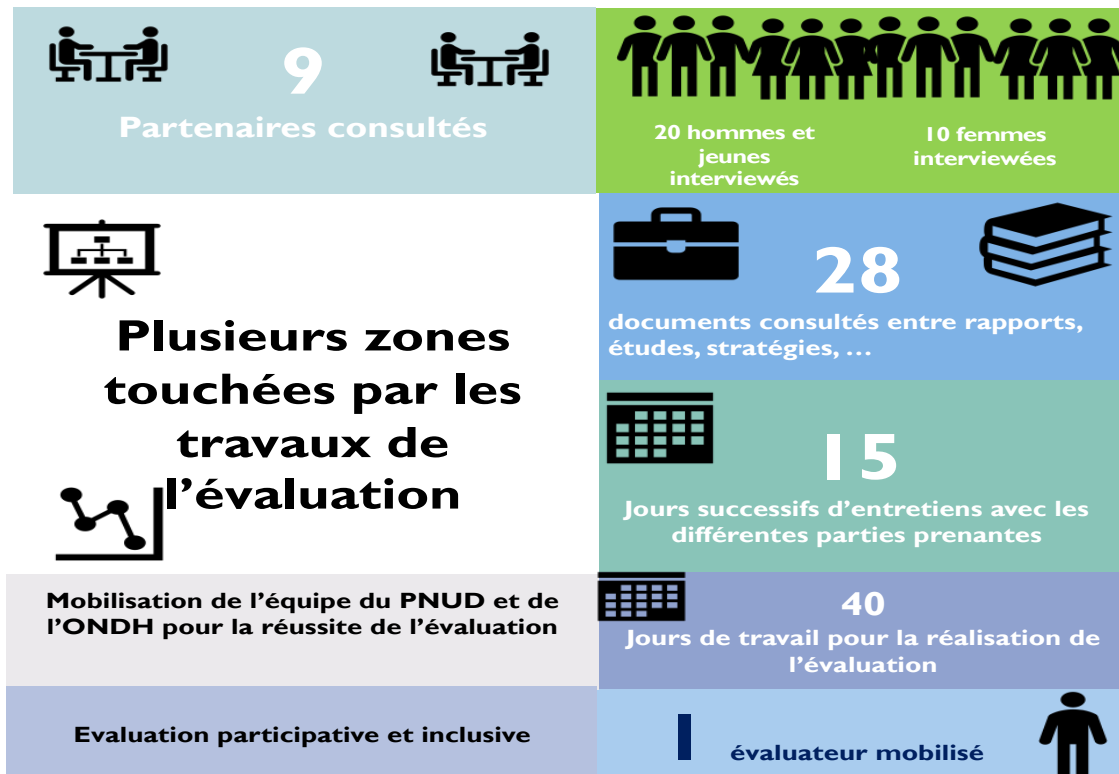 9
Partenaires consultés
20 hommes et
jeunes
interviewés
10 femmes
interviewées
Plusieurs zones
touchées par les
travaux de
l’évaluation
28
documents consultés entre rapports,
études, stratégies, …
15
Jours successifs d’entretiens avec les
différentes parties prenantes
Mobilisation de l’équipe du PNUD et de
l’ONDH pour la réussite de l’évaluation
40
Jours de travail pour la réalisation de
l’évaluation
Evaluation participative et inclusive
1 évaluateur mobilisé